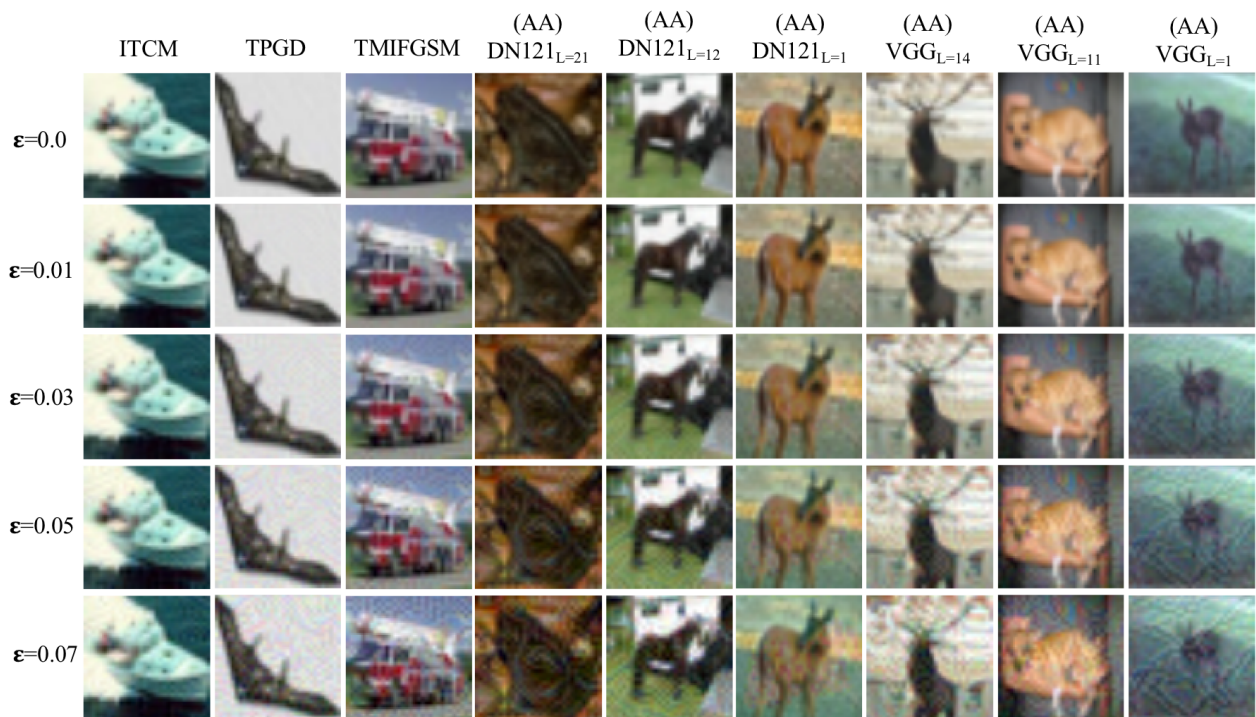 ITCM TPGD TMIFGSM (AA) DN121L=21 (AA) DN121L=12 (AA) DN121L=1 (AA) VGGL=14 (AA) VGGL=11 (AA) VGGL=1
ε=0.0
ε=0.01
ε=0.03
ε=0.05
ε=0.07